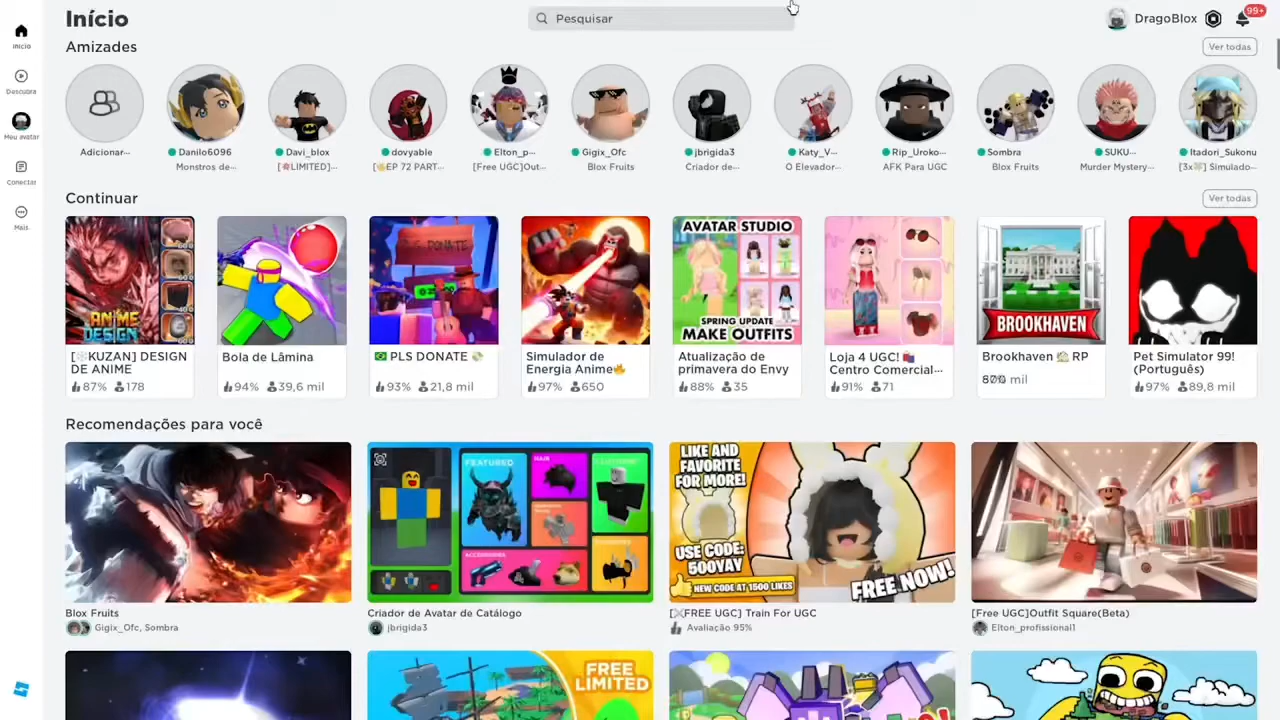 Início
Pesquisar
DragoBlox
99+
Início
Descubra
Meu avatar
Conectar
Mais
Amizades
Ver todas
Adicionar···
Danilo6096
Monstros de···
Davi_blox
[LIMITED]···
dovyable
[EP 72 PART···
Elton_p···
[Free UGC]Out···
Gigix_Ofc
Blox Fruits
jbrigida3
Criador de···
Katy_V···
O Elevador···
Rip_Uroko···
AFK Para UGC
Sombra
Blox Fruits
SUKU···
Murder Mystery···
Itadori_Sukonu
[3x] Simulado···
Continuar
Ver todas
ANIME
DESIGN
[❄️KUZAN] DESIGN
DE ANIME
87% 178
Bola de Lâmina
94% 39,6 mil
DONATE
🇧🇷 PLS DONATE 💸
93% 21,8 mil
Simulador de
Energia Anime🔥
97% 650
AVATAR STUDIO
SPRING UPDATE
MAKE OUTFITS
Atualização de
primavera do Envy
88% 35
Loja 4 UGC! 🛍️
Centro Comercial···
91% 71
BROOKHAVEN
Brookhaven 🏡 RP
mil
Pet Simulator 99!
(Português)
97% 89,8 mil
Recomendações para você
Blox Fruits
Gigix_Ofc, Sombra
FEATURED
HAIR
ACCESSORIES
Criador de Avatar de Catálogo
jbrigida3
LIKE AND
FAVORITE
FOR MORE!
USE CODE:
500YAY
NEW CODE AT 1500 LIKES
FREE NOW!
[⚔️FREE UGC] Train For UGC
Avaliação 95%
[Free UGC]Outfit Square(Beta)
Elton_profissional1
FREE
LIMITED